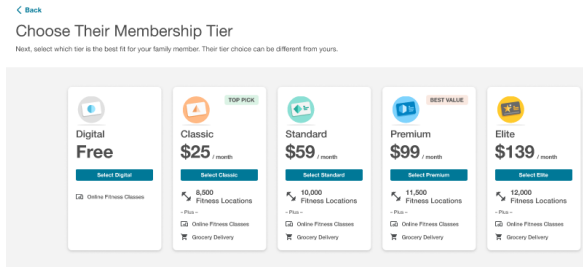 Back
Choose Their Membership Tier
Next, select which tier is the best fit for your family member. Their tier choice can be different from yours.
Digital
Free
Select Digital
Online Fitness Classes
TOP PICK
Classic
$25 / month
Select Classic
8,500
Fitness Locations
- Plus -
Online Fitness Classes
Grocery Delivery
Standard
$59 / month
Select Standard
10,000
Fitness Locations
- Plus -
Online Fitness Classes
Grocery Delivery
BEST VALUE
Premium
$99 / month
Select Premium
11,500
Fitness Locations
- Plus -
Online Fitness Classes
Grocery Delivery
Elite
$139 / month
Select Elite
12,000
Fitness Locations
- Plus -
Online Fitness Classes
Grocery Delivery